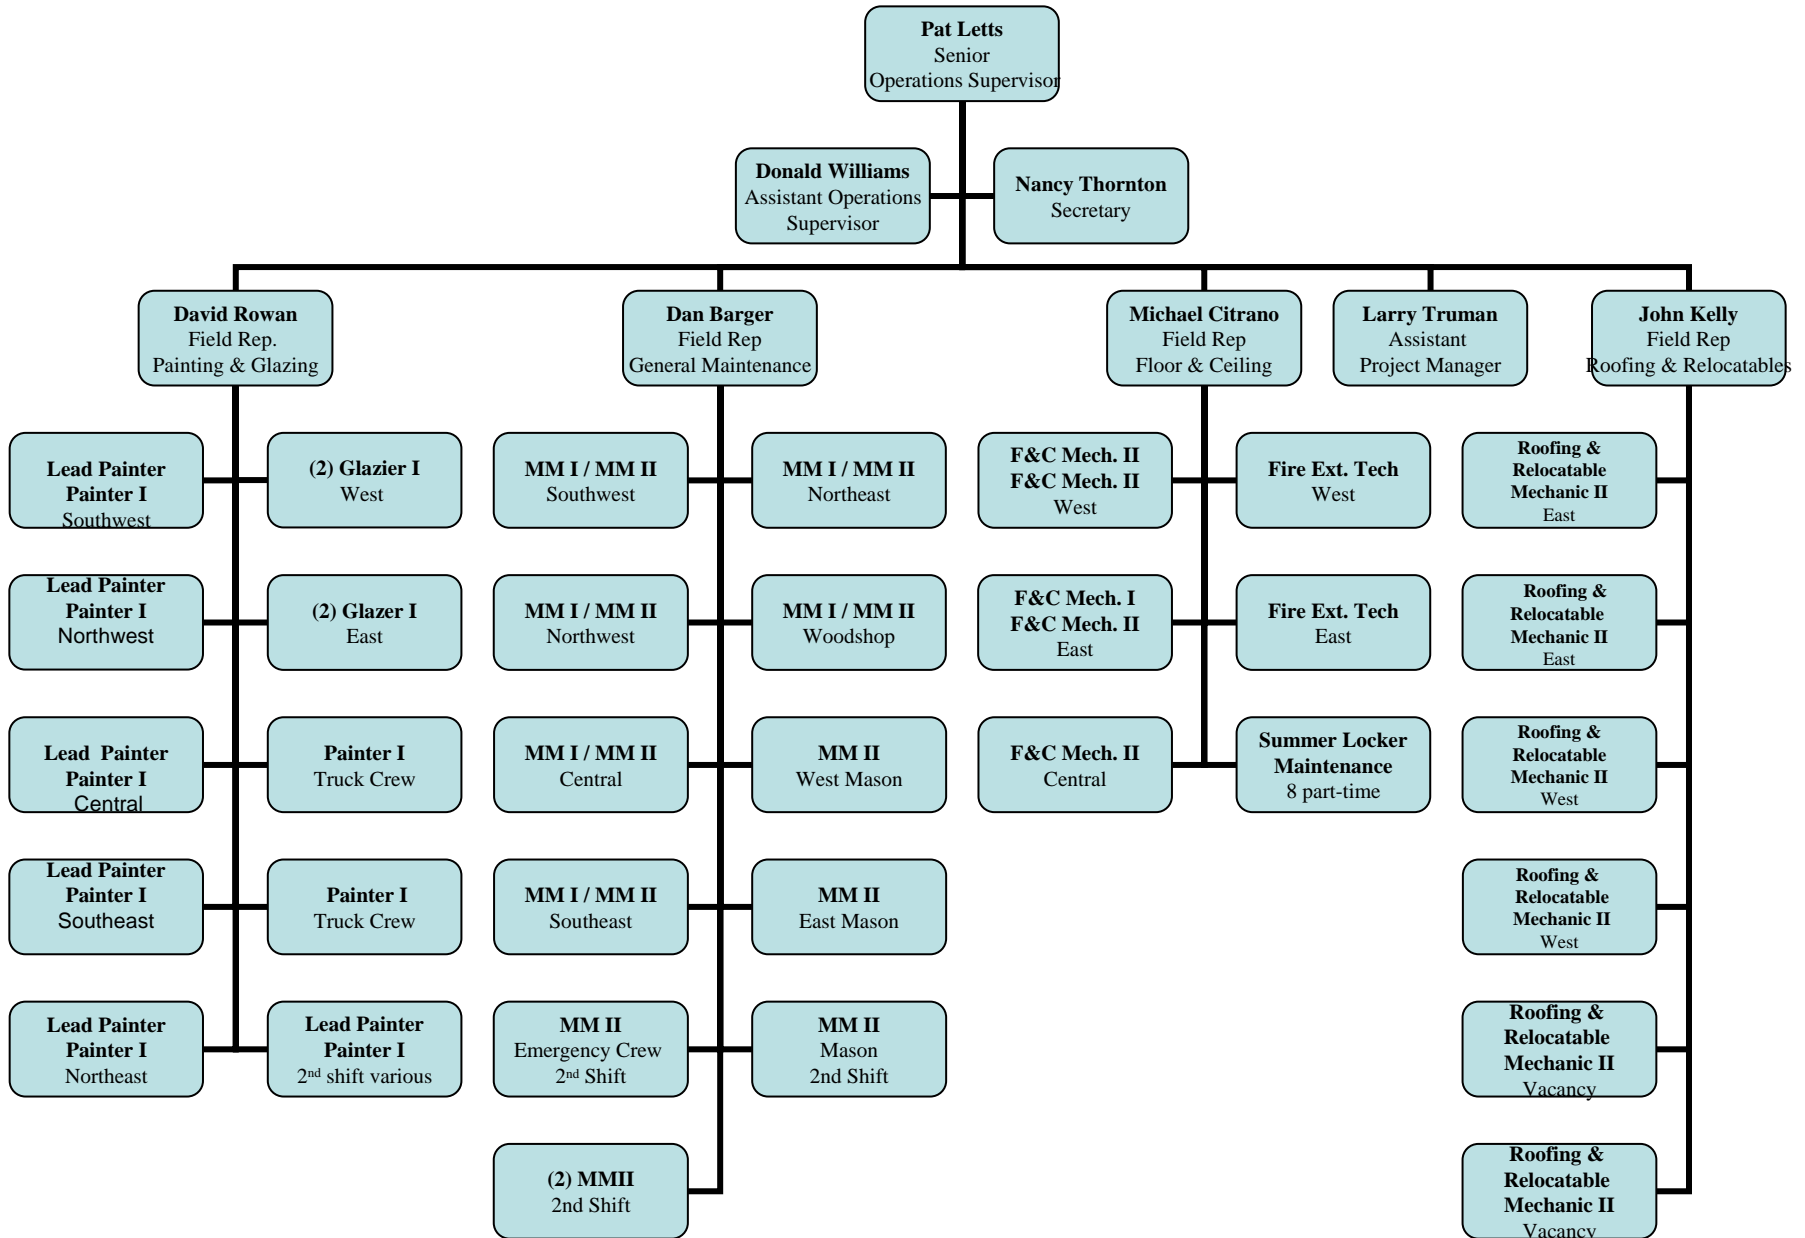 Pat Letts
Senior
Operations Supervisor
Donald Williams
Assistant Operations
Supervisor
Nancy Thornton
Secretary
David Rowan
Field Rep.
Painting & Glazing
Dan Barger
Field Rep
General Maintenance
Michael Citrano
Field Rep
Floor & Ceiling
Larry Truman
Assistant
Project Manager
John Kelly
Field Rep
Roofing & Relocatables
Lead Painter
Painter I
Southwest
(2) Glazier I
West
MM I / MM II
Southwest
MM I / MM II
Northeast
F&C Mech. II
F&C Mech. II
West
Fire Ext. Tech
West
Roofing &
Relocatable
Mechanic II
East
Lead Painter
Painter I
Northwest
(2) Glazer I
East
MM I / MM II
Northwest
MM I / MM II
Woodshop
F&C Mech. I
F&C Mech. II
East
Fire Ext. Tech
East
Roofing &
Relocatable
Mechanic II
East
Lead Painter
Painter I
Central
Painter I
Truck Crew
MM I / MM II
Central
MM II
West Mason
F&C Mech. II
Central
Summer Locker
Maintenance
8 part-time
Roofing &
Relocatable
Mechanic II
West
Lead Painter
Painter I
Southeast
Painter I
Truck Crew
MM I / MM II
Southeast
MM II
East Mason
Roofing &
Relocatable
Mechanic II
West
Lead Painter
Painter I
Northeast
Lead Painter
Painter I
2nd shift various
MM II
Emergency Crew
2nd Shift
MM II
Mason
2nd Shift
Roofing &
Relocatable
Mechanic II
Vacancy
(2) MMII
2nd Shift
Roofing &
Relocatable
Mechanic II
Vacancy